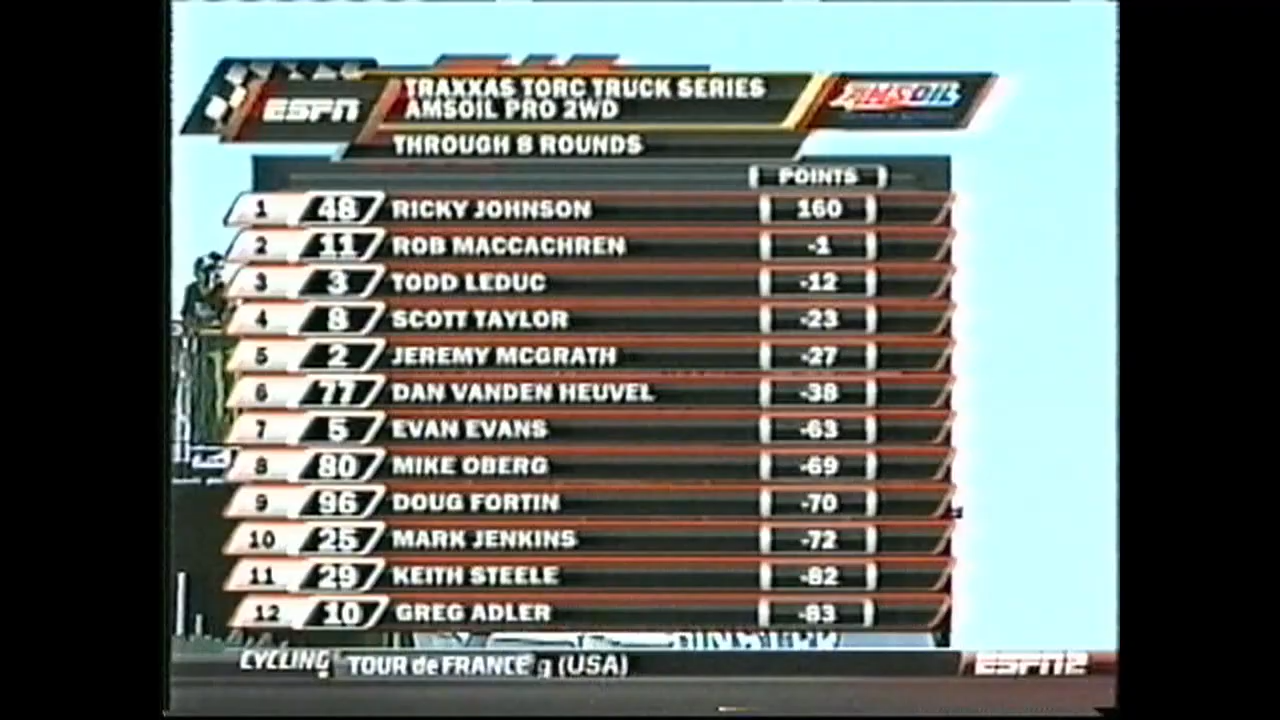 ESPN
TRAXXAS TORC TRUCK SERIES
AMSOIL PRO 2WD
AMSOIL
THROUGH 8 ROUNDS
POINTS
1 48 RICKY JOHNSON 160
2 11 ROB MACCACHREN -1
3 3 TODD LEDUC -12
4 8 SCOTT TAYLOR -23
5 2 JEREMY MCGRATH -27
6 77 DAN VANDEN HEUVEL -38
7 5 EVAN EVANS -63
8 80 MIKE OBERG -69
9 96 DOUG FORTIN -70
10 25 MARK JENKINS -72
11 29 KEITH STEELE -82
12 10 GREG ADLER -83
CYCLING TOUR de FRANCE g (USA) ESPN2